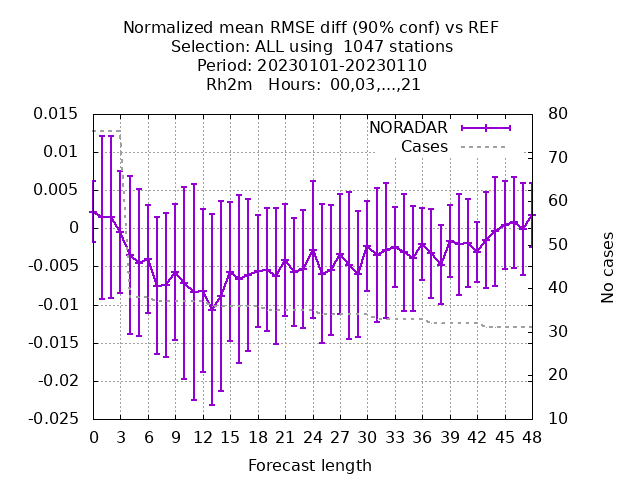 Normalized mean RMSE diff (90% conf) vs REF
Selection: ALL using  1047 stations
Period: 20230101-20230110
Rh2m   Hours:  00,03,...,21
NORADAR
Cases
0.015
0.01
0.005
0
-0.005
-0.01
-0.015
-0.02
-0.025
80
70
60
50
40
30
20
10
No cases
0 3 6 9 12 15 18 21 24 27 30 33 36 39 42 45 48
Forecast length